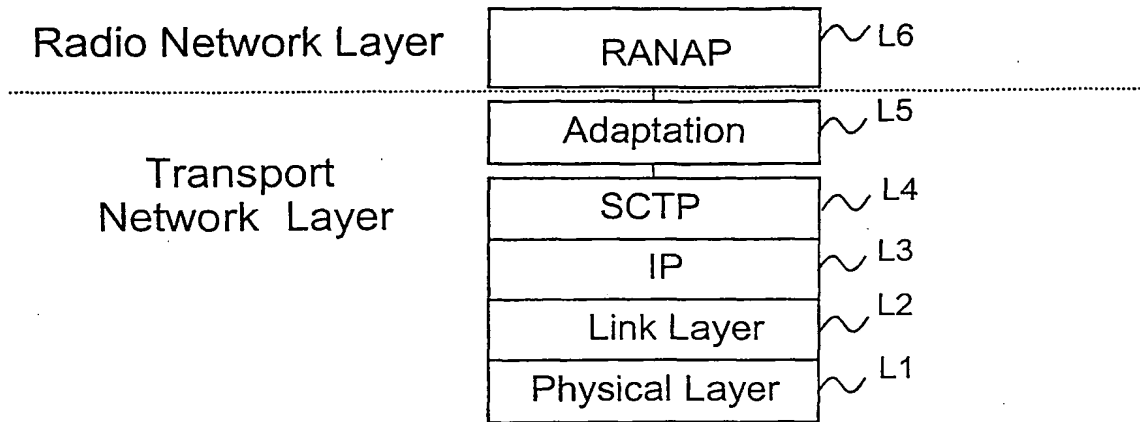 Radio Network Layer
RANAP
L6
Adaptation
L5
Transport
Network Layer
SCTP
L4
IP
L3
Link Layer
L2
Physical Layer
L1